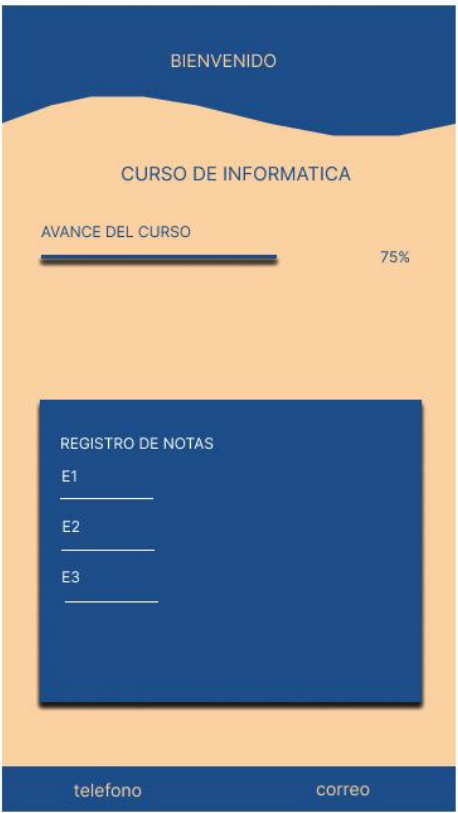 BIENVENIDO
CURSO DE INFORMATICA
AVANCE DEL CURSO
75%
REGISTRO DE NOTAS
E1
E2
E3
telefono correo